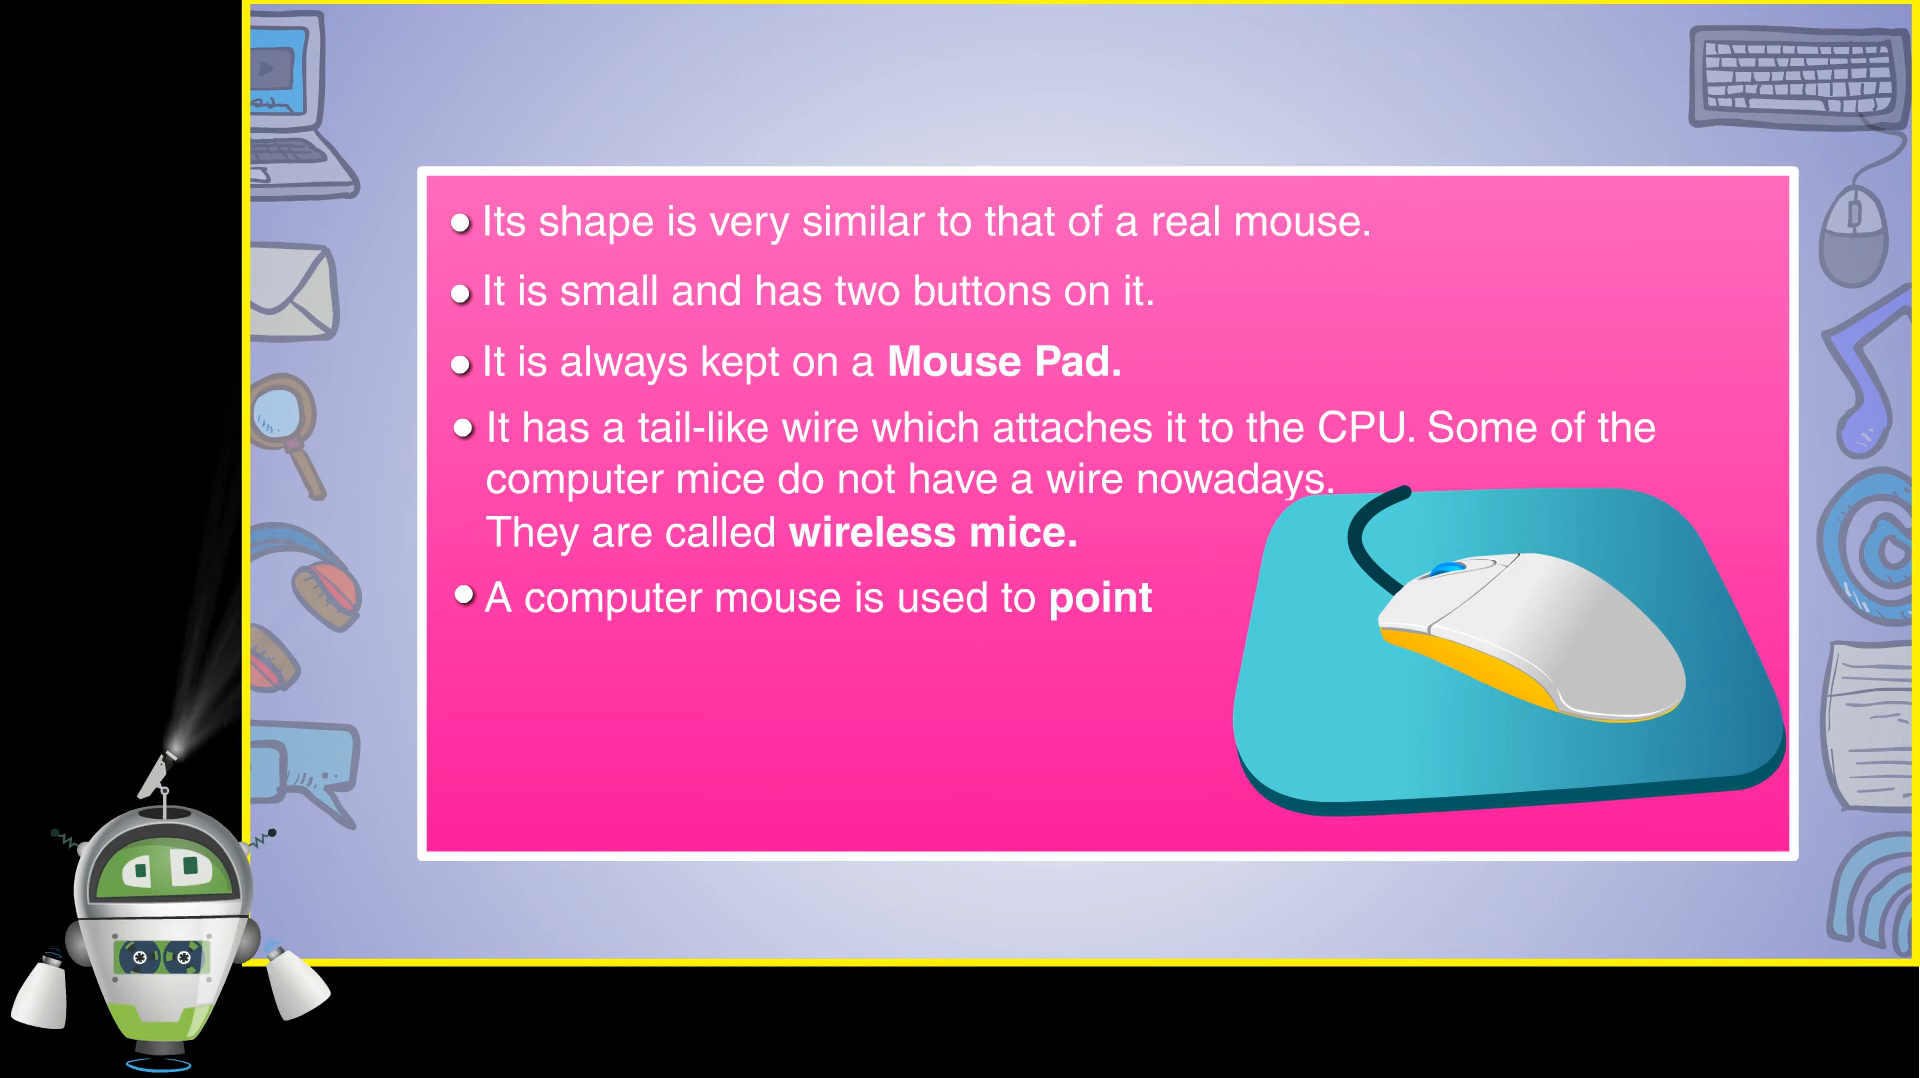 Its shape is very similar to that of a real mouse.
It is small and has two buttons on it.
It is always kept on a Mouse Pad.
It has a tail-like wire which attaches it to the CPU. Some of the
computer mice do not have a wire nowadays.
They are called wireless mice.
A computer mouse is used to point